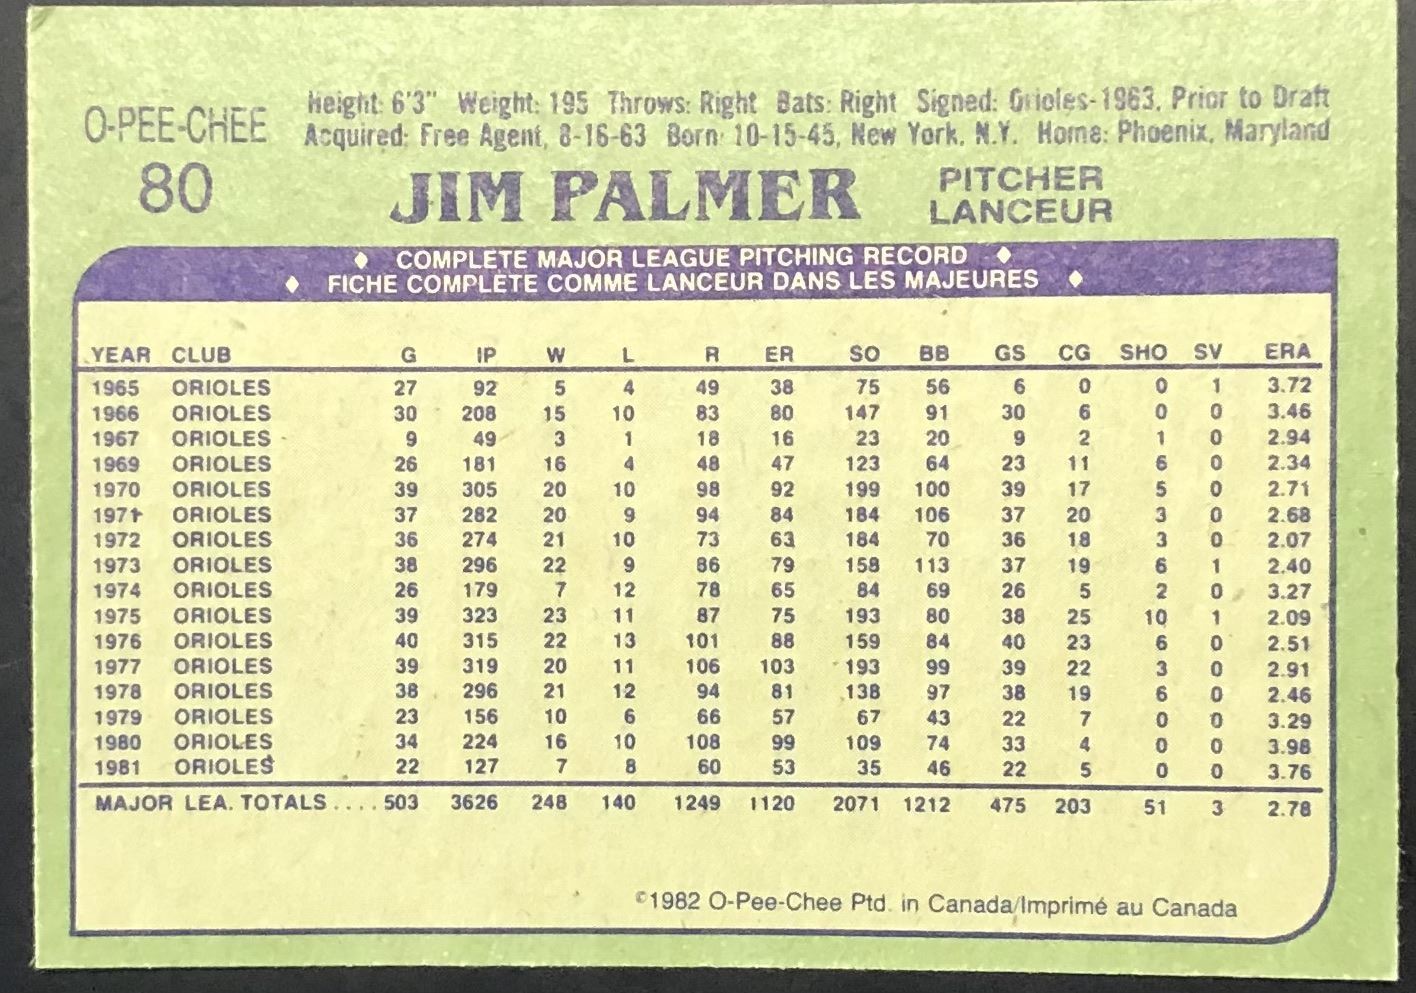 O-PEE-CHEE
80
Height: 6'3" Weight: 195 Throws: Right Bats: Right Signed: Orioles-1963, Prior to Draft
Acquired: Free Agent, 8-16-63 Born: 10-15-45, New York, N.Y. Home: Phoenix, Maryland
JIM PALMER
PITCHER
LANCEUR
♦ COMPLETE MAJOR LEAGUE PITCHING RECORD ♦
♦ FICHE COMPLÈTE COMME LANCEUR DANS LES MAJEURES ♦
YEAR CLUB G IP W L R ER SO BB GS CG SHO SV ERA
1965 ORIOLES 27 92 5 4 49 38 75 56 6 0 0 1 3.72
1966 ORIOLES 30 208 15 10 83 80 147 91 30 6 0 0 3.46
1967 ORIOLES 9 49 3 1 18 16 23 20 9 2 1 0 2.94
1969 ORIOLES 26 181 16 4 48 47 123 64 23 11 6 0 2.34
1970 ORIOLES 39 305 20 10 98 92 199 100 39 17 5 0 2.71
1971 ORIOLES 37 282 20 9 94 84 184 106 37 20 3 0 2.68
1972 ORIOLES 36 274 21 10 73 63 184 70 36 18 3 0 2.07
1973 ORIOLES 38 296 22 9 86 79 158 113 37 19 6 1 2.40
1974 ORIOLES 26 179 7 12 78 65 84 69 26 5 2 0 3.27
1975 ORIOLES 39 323 23 11 87 75 193 80 38 25 10 1 2.09
1976 ORIOLES 40 315 22 13 101 88 159 84 40 23 6 0 2.51
1977 ORIOLES 39 319 20 11 106 103 193 99 39 22 3 0 2.91
1978 ORIOLES 38 296 21 12 94 81 138 97 38 19 6 0 2.46
1979 ORIOLES 23 156 10 6 66 57 67 43 22 7 0 0 3.29
1980 ORIOLES 34 224 16 10 108 99 109 74 33 4 0 0 3.98
1981 ORIOLES 22 127 7 8 60 53 35 46 22 5 0 0 3.76
MAJOR LEA. TOTALS .... 503 3626 248 140 1249 1120 2071 1212 475 203 51 3 2.78
©1982 O-Pee-Chee Ptd. in Canada/Imprimé au Canada